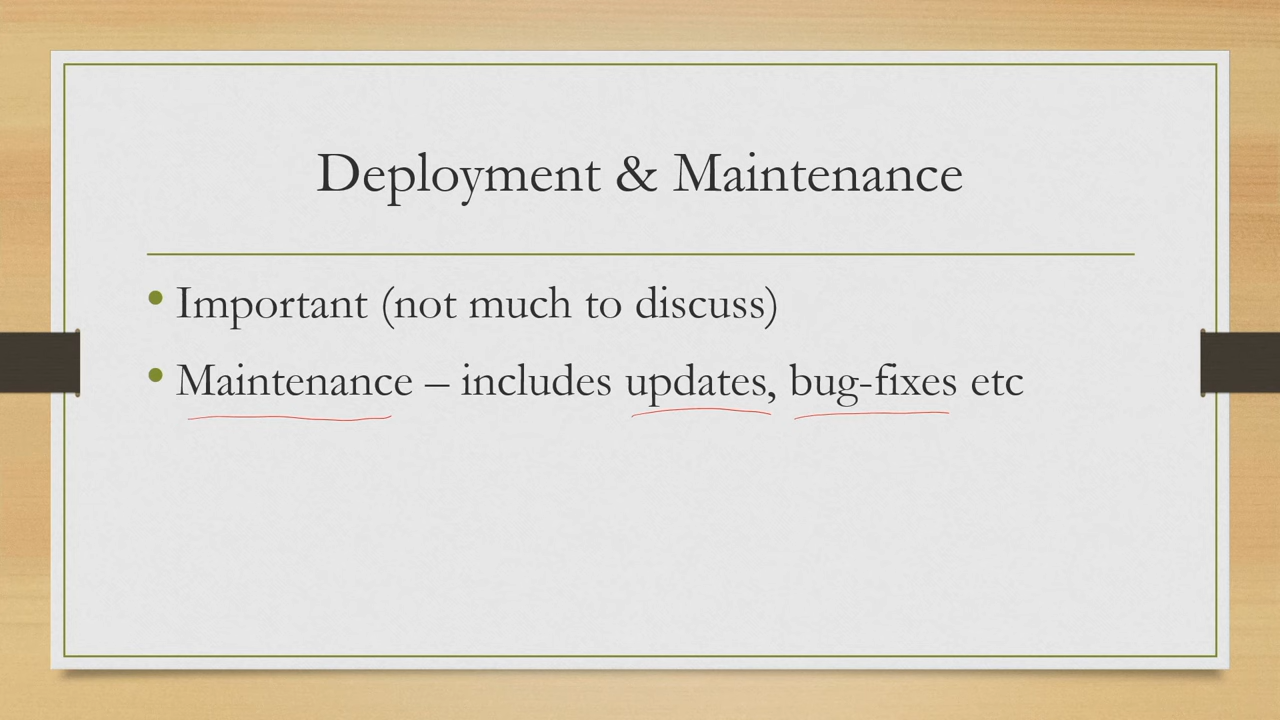 Deployment & Maintenance
• Important (not much to discuss)
• Maintenance – includes updates, bug-fixes etc